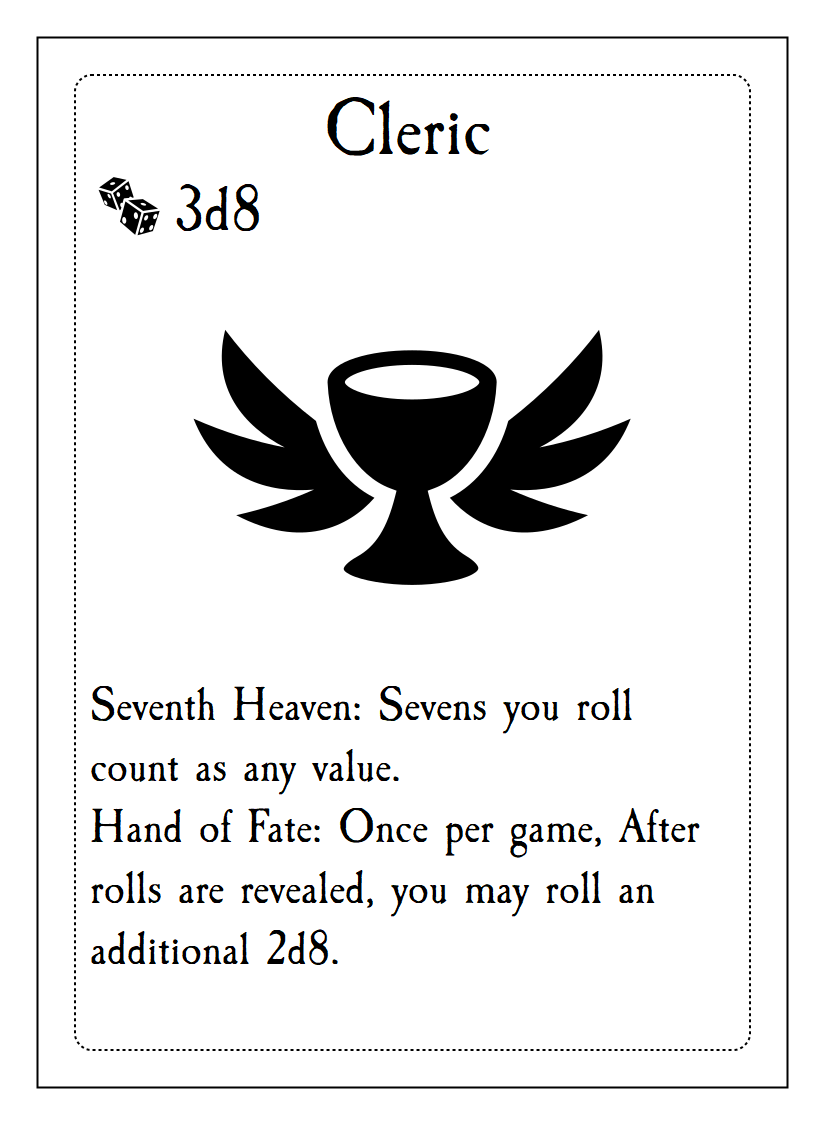 Cleric
3d8
Seventh Heaven: Sevens you roll
count as any value.
Hand of Fate: Once per game, After
rolls are revealed, you may roll an
additional 2d8.